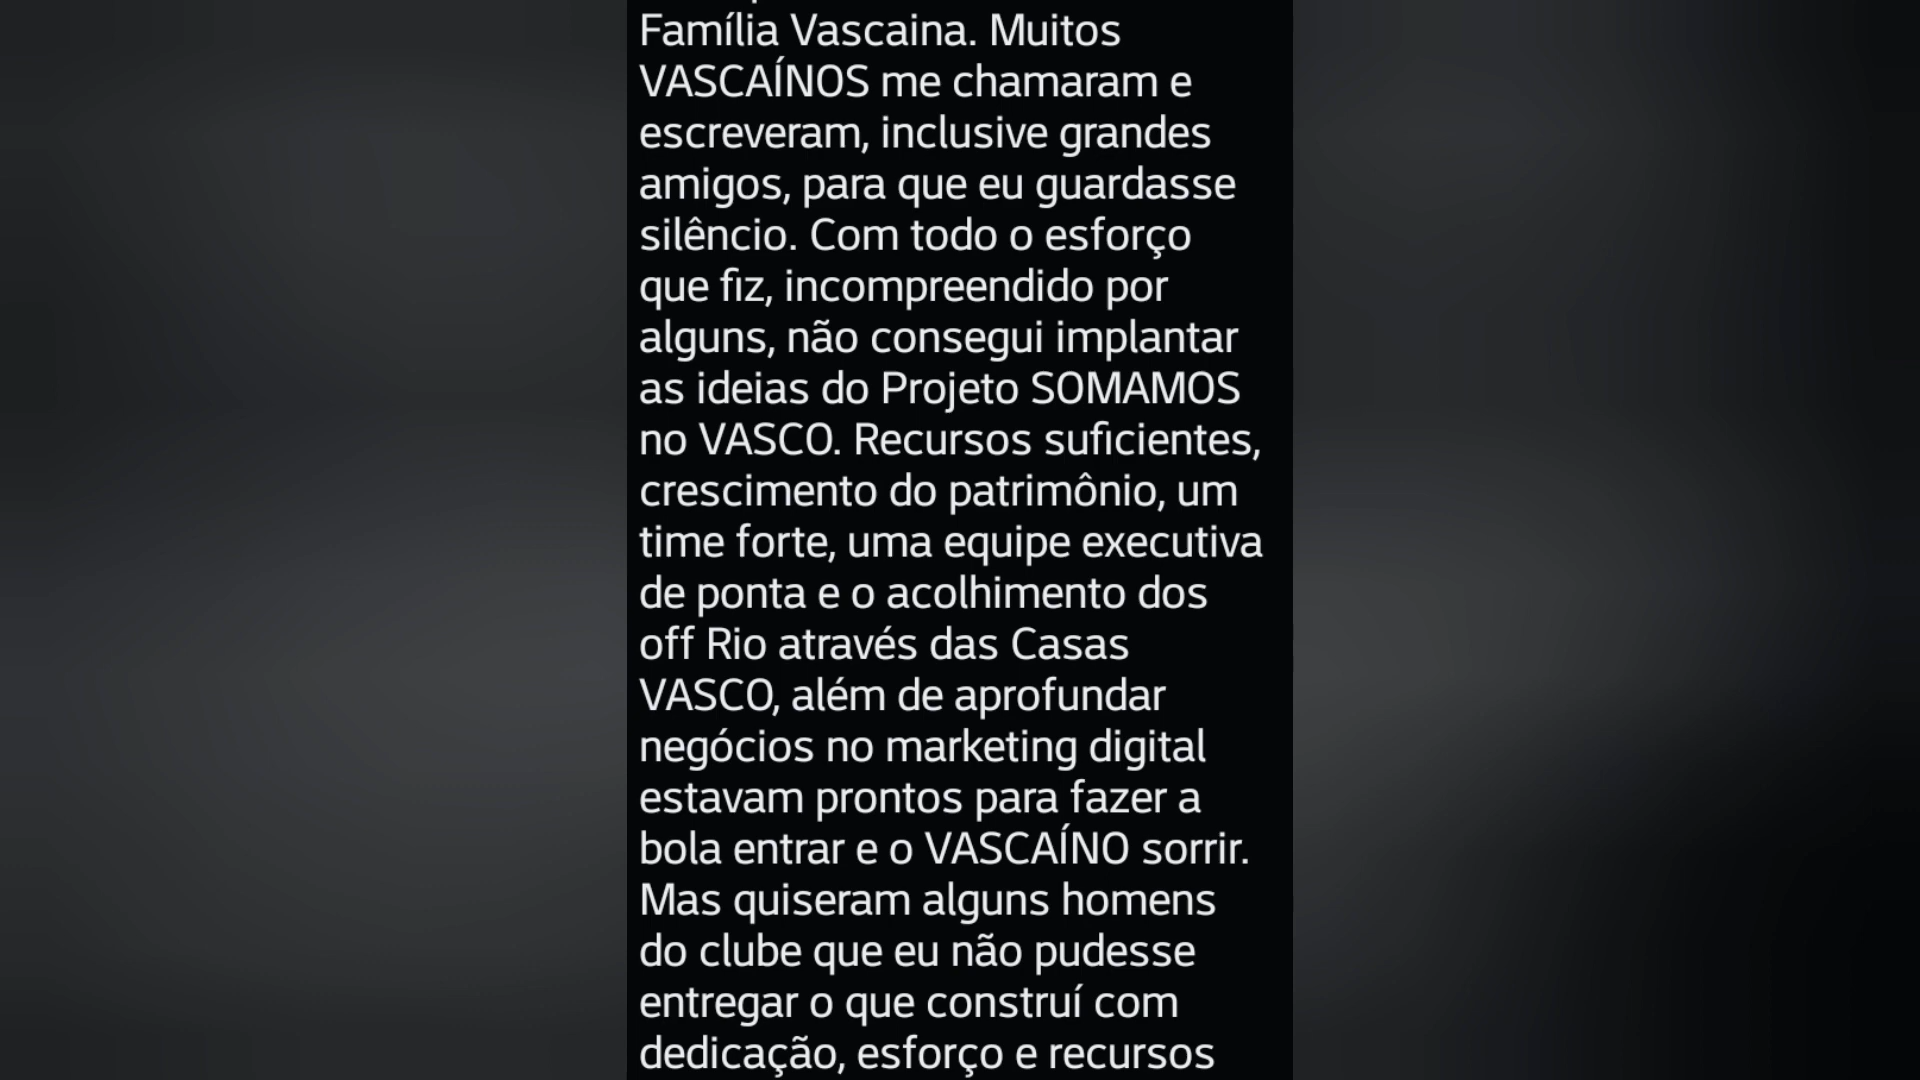 Família Vascaina. Muitos
VASCAÍNOS me chamaram e
escreveram, inclusive grandes
amigos, para que eu guardasse
silêncio. Com todo o esforço
que fiz, incompreendido por
alguns, não consegui implantar
as ideias do Projeto SOMAMOS
no VASCO. Recursos suficientes,
crescimento do patrimônio, um
time forte, uma equipe executiva
de ponta e o acolhimento dos
off Rio através das Casas
VASCO, além de aprofundar
negócios no marketing digital
estavam prontos para fazer a
bola entrar e o VASCAÍNO sorrir.
Mas quiseram alguns homens
do clube que eu não pudesse
entregar o que construí com
dedicação, esforço e recursos